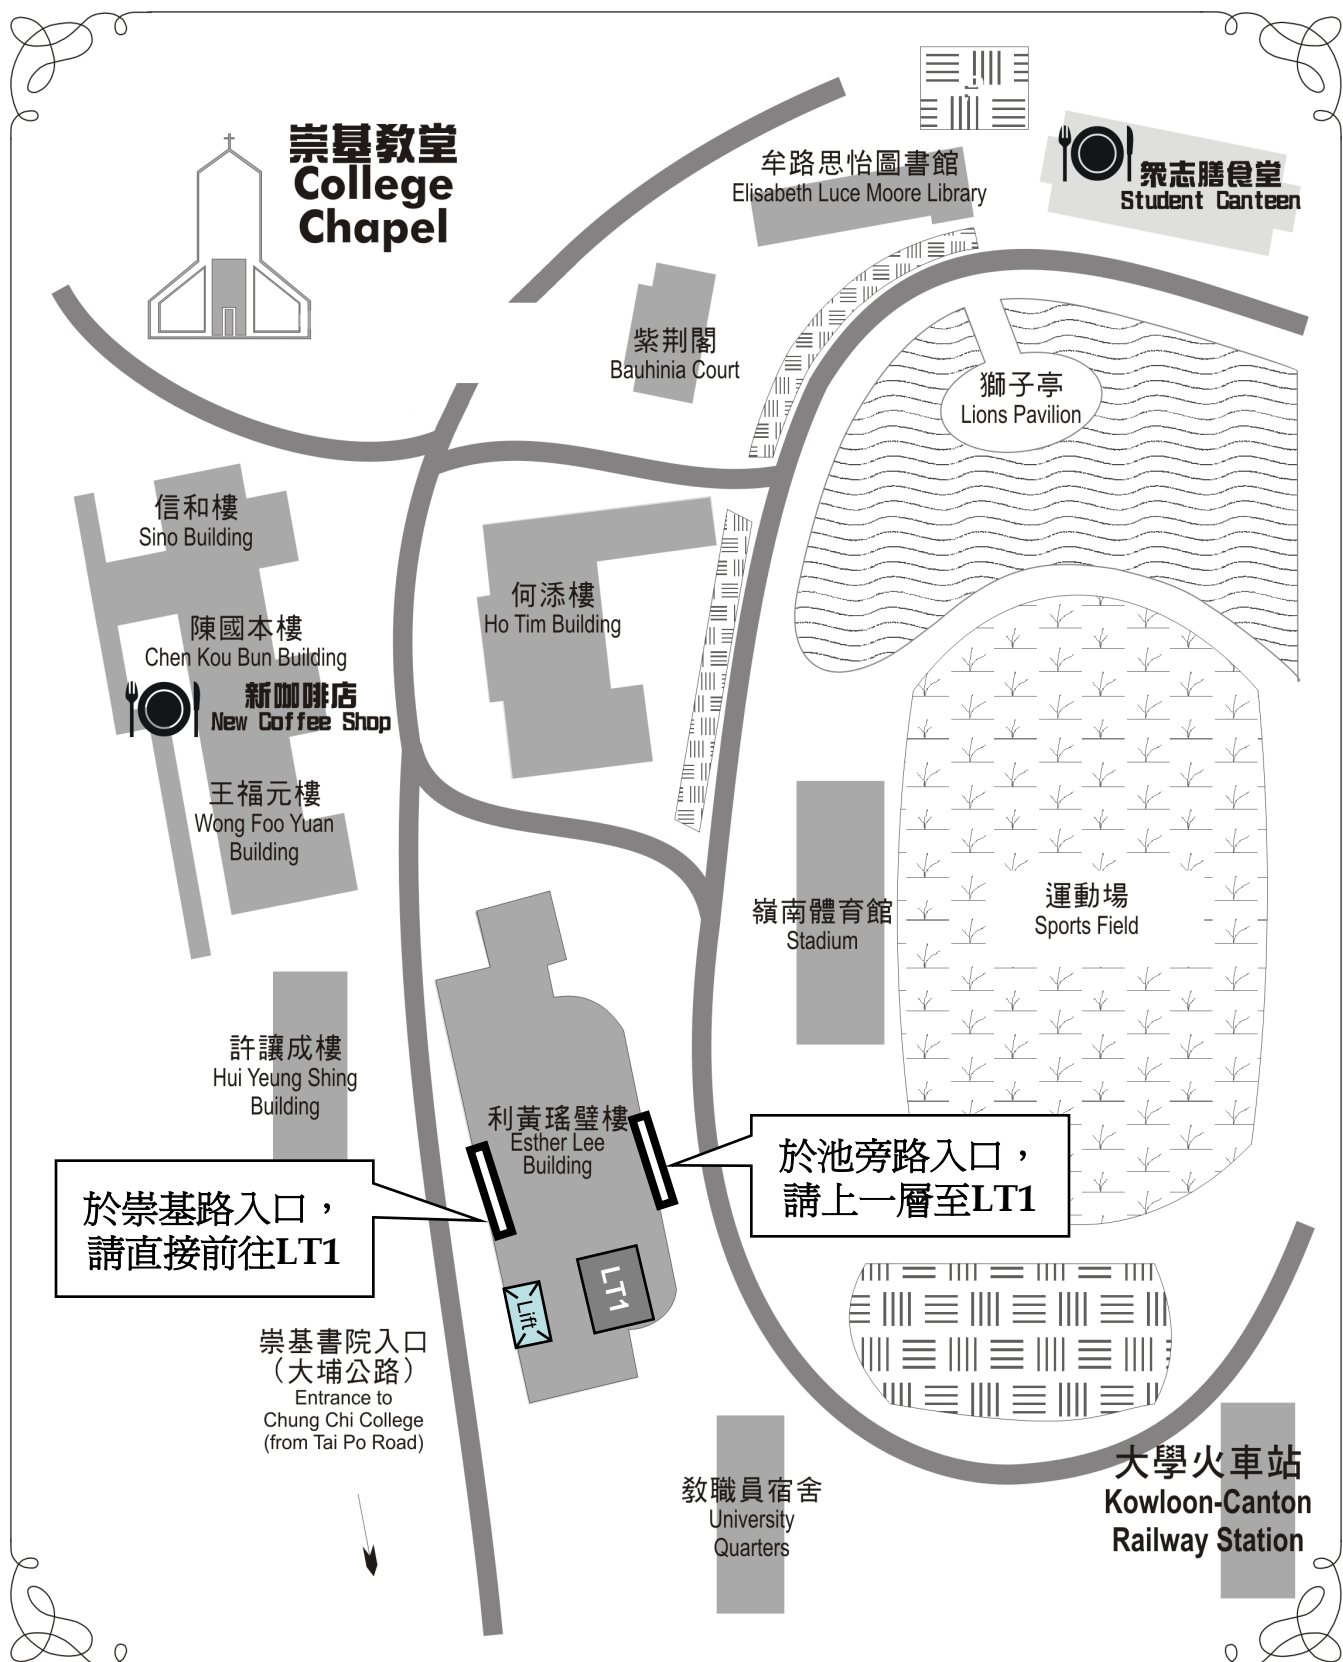 崇基教堂
College
Chapel
牟路思怡圖書館
Elisabeth Luce Moore Library
眾志膳食堂
Student Canteen
紫荆閣
Bauhinia Court
獅子亭
Lions Pavilion
信和樓
Sino Building
何添樓
Ho Tim Building
陳國本樓
Chen Kou Bun Building
新咖啡店
New Coffee Shop
王福元樓
Wong Foo Yuan
Building
嶺南體育館
Stadium
運動場
Sports Field
許讓成樓
Hui Yeung Shing
Building
利黃瑤璧樓
Esther Lee
Building
於池旁路入口，
請上一層至LT1
於崇基路入口，
請直接前往LT1
LT1
Lift
崇基書院入口
（大埔公路）
Entrance to
Chung Chi College
(from Tai Po Road)
教職員宿舍
University
Quarters
大學火車站
Kowloon-Canton
Railway Station